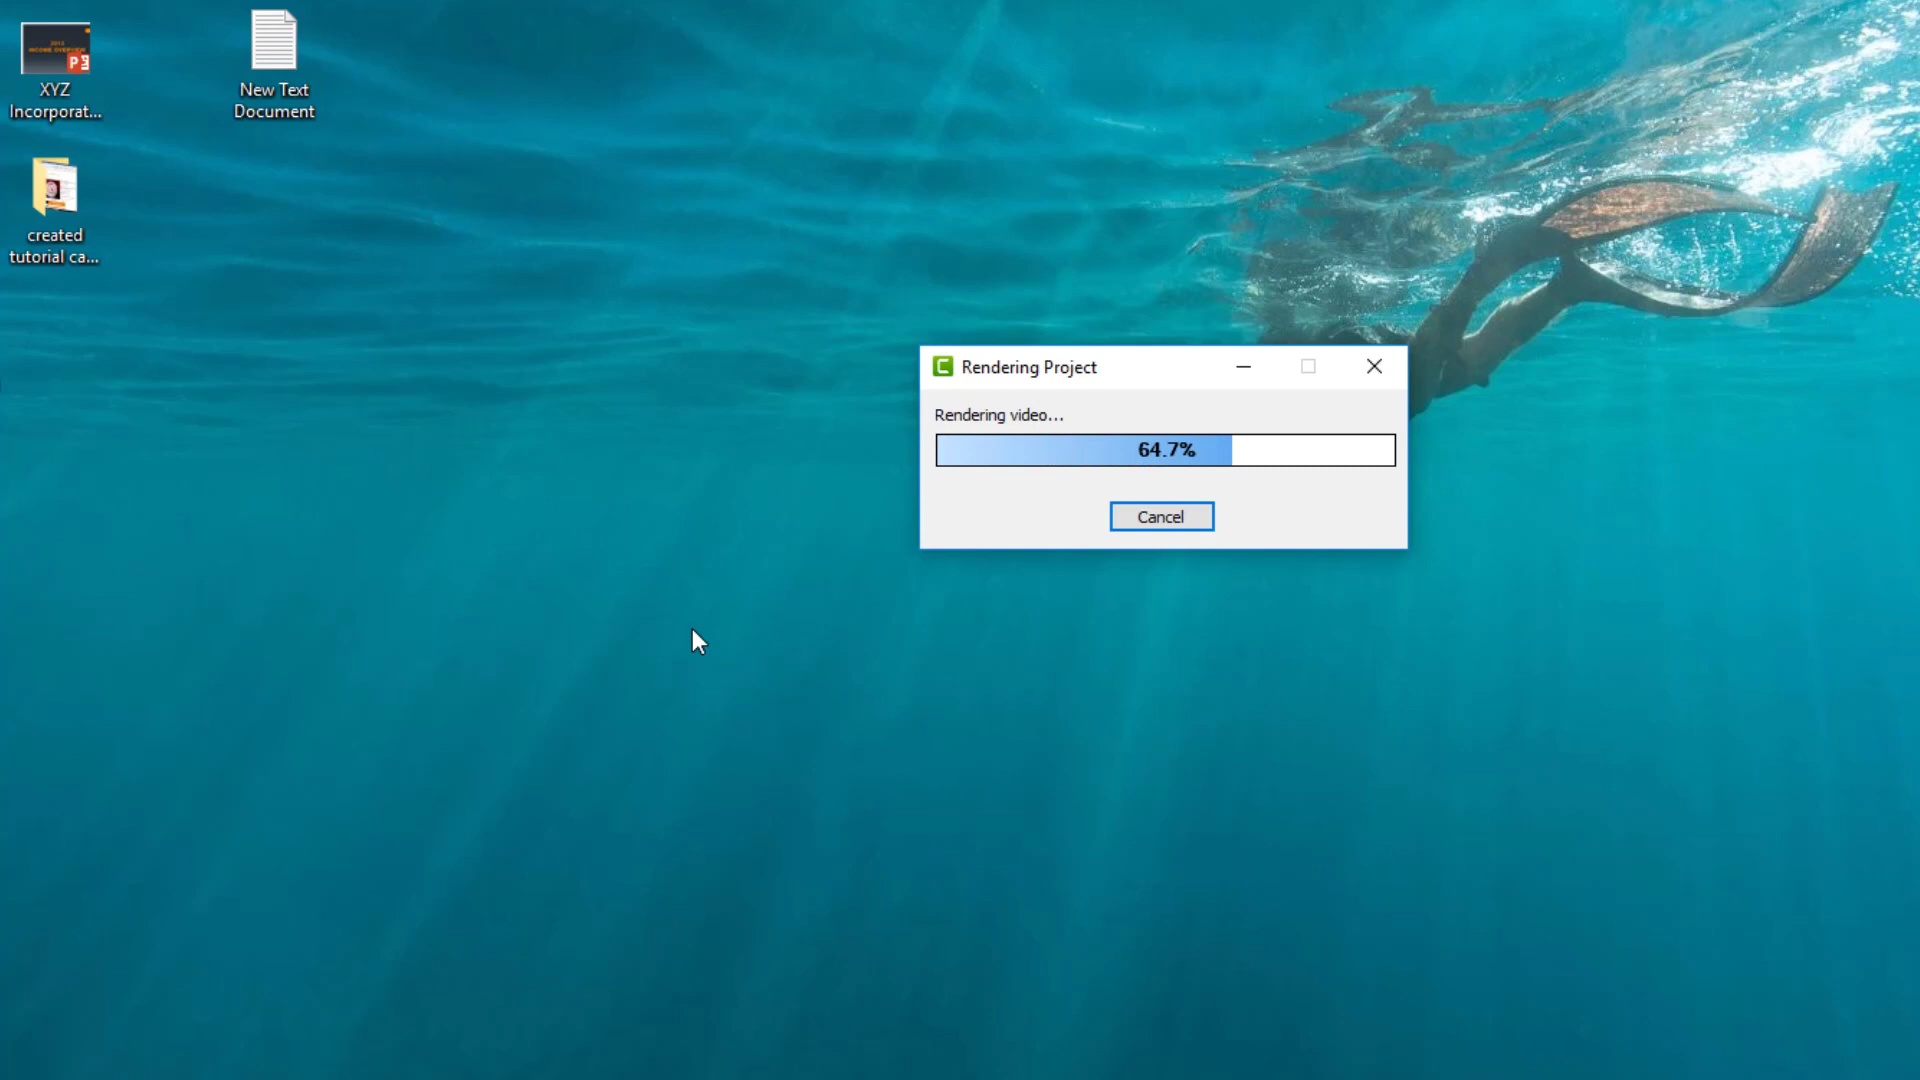 XYZ
Incorporat...
New Text
Document
created
tutorial ca...
Rendering Project
Rendering video...
64.7%
Cancel